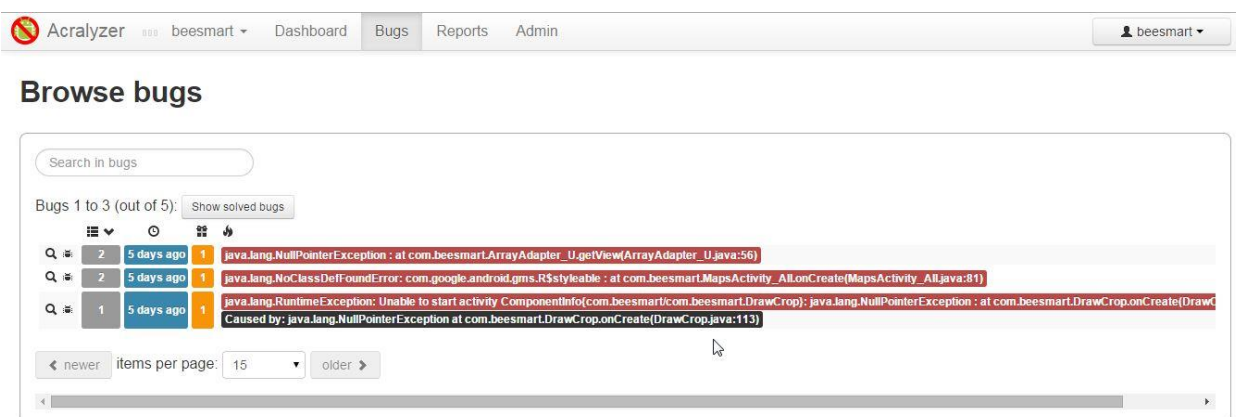 Acralyzer beesmart Dashboard Bugs Reports Admin beesmart
Browse bugs
Search in bugs
Bugs 1 to 3 (out of 5): Show solved bugs
2 5 days ago 1 java.lang.NullPointerException : at com.beesmart.ArrayAdapter_U.getView(ArrayAdapter_U.java:56)
2 5 days ago 1 java.lang.NoClassDefFoundError: com.google.android.gms.R$styleable : at com.beesmart.MapsActivity_All.onCreate(MapsActivity_All.java:81)
1 5 days ago 1 java.lang.RuntimeException: Unable to start activity ComponentInfo{com.beesmart/com.beesmart.DrawCrop}: java.lang.NullPointerException : at com.beesmart.DrawCrop.onCreate(DrawC
Caused by: java.lang.NullPointerException at com.beesmart.DrawCrop.onCreate(DrawCrop.java:113)
newer items per page: 15 older